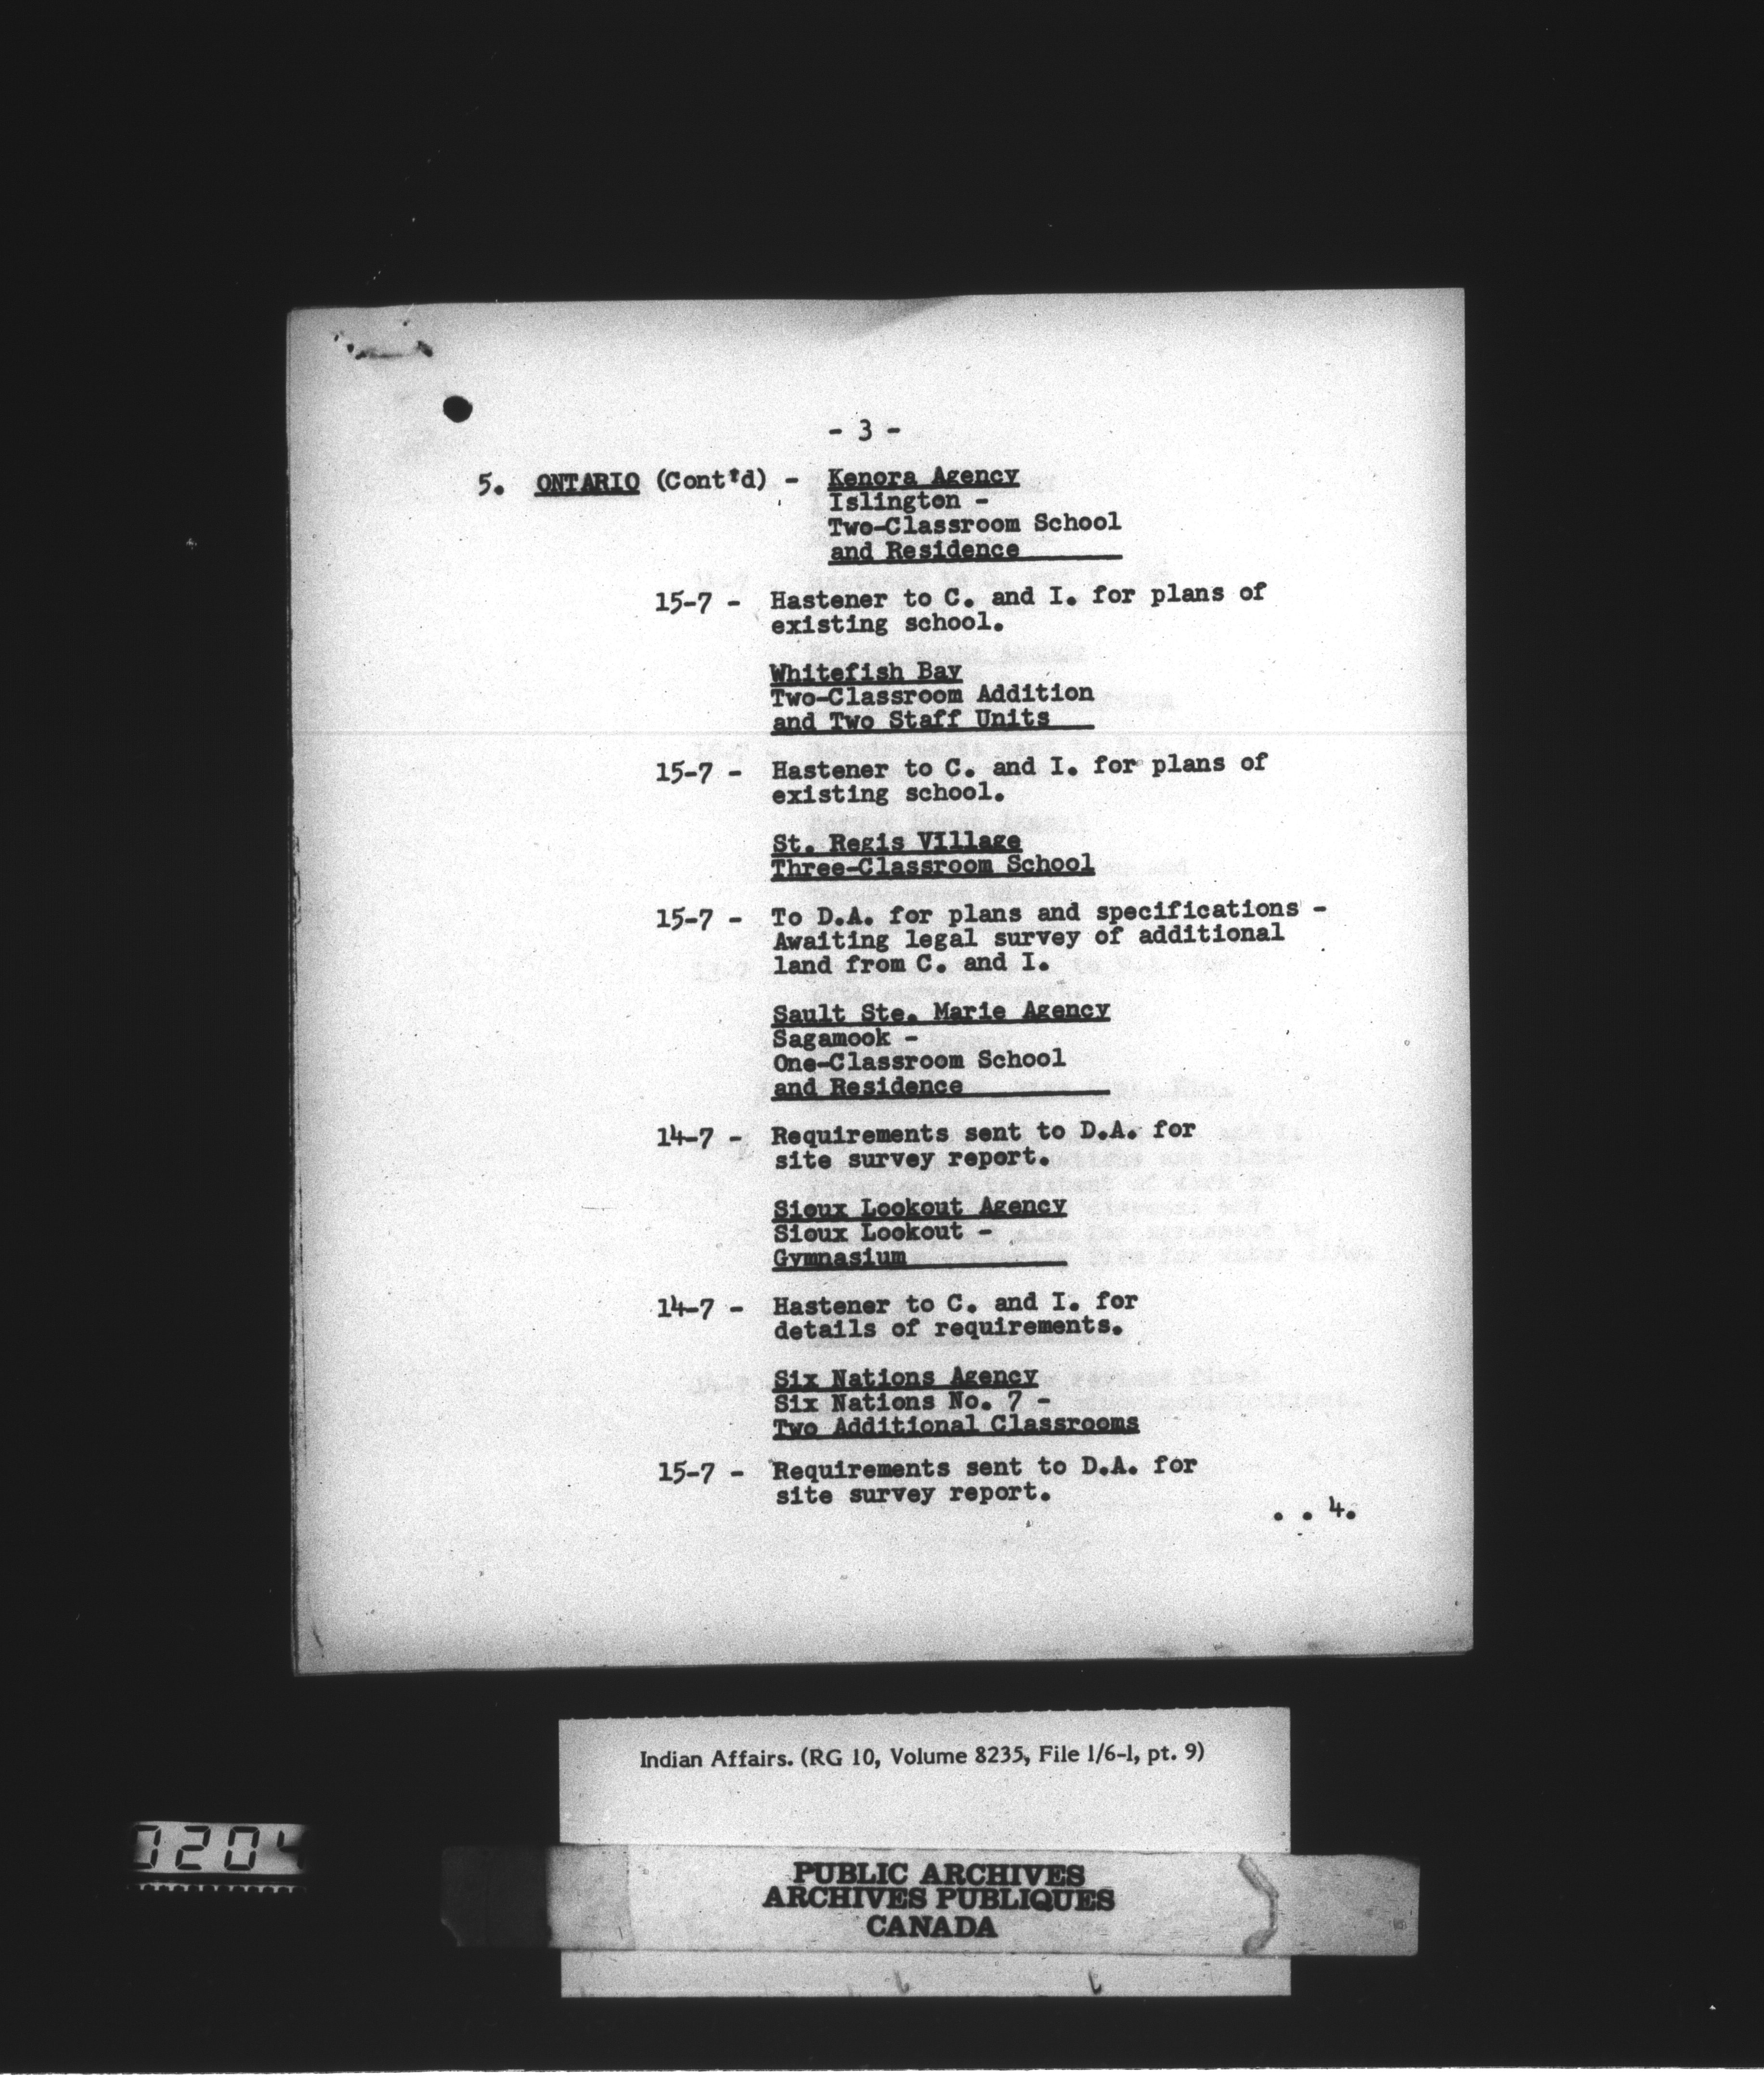 - 3 -
5. ONTARIO (Cont'd) - Kenora Agency
Islington -
Two-Classroom School
and Residence
15-7 - Hastener to C. and I. for plans of
existing school.
Whitefish Bay
Two-Classroom Addition
and Two Staff Units
15-7 - Hastener to C. and I. for plans of
existing school.
St. Regis Village
Three-Classroom School
15-7 - To D.A. for plans and specifications -
Awaiting legal survey of additional
land from C. and I.
Sault Ste. Marie Agency
Sagamook -
One-Classroom School
and Residence
14-7 - Requirements sent to D.A. for
site survey report.
Sioux Lookout Agency
Sioux Lookout -
Gymnasium
14-7 - Hastener to C. and I. for
details of requirements.
Six Nations Agency
Six Nations No. 7 -
Two Additional Classrooms
15-7 - Requirements sent to D.A. for
site survey report.
. . 4.
Indian Affairs. (RG 10, Volume 8235, File 1/6-1, pt. 9)
0204
PUBLIC ARCHIVES
ARCHIVES PUBLIQUES
CANADA